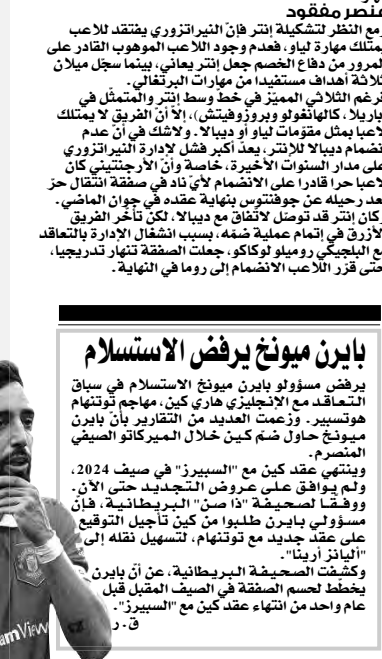 عنصر مفقود
ومع النظر لتشكيلة إنتر فإنّ النيراتزوري يفتقد للاعب
يمتلك مهارة لياو، فعدم وجود اللاعب الموهوب القادر على
المرور من دفاع الخصم جعل إنتر يعاني، بينما سجّل ميلان
ثلاثة أهداف مستفيدا من مهارات البرتغالي.
فرغم الثلاثي المميّز في خطّ وسط إنتر والمتمثّل في
(باريلا، كالهانغولو وبروزوفيتش)، إلاّ أنّ الفريق لا يمتلك
لاعبا بمثل مقوّمات لياو أو ديبالا. ولاشك في أنّ عدم
انضمام ديبالا للإنتر، يعدّ أكبر فشل لإدارة النيراتزوري
على مدار السنوات الأخيرة، خاصة وأنّ الأرجنتيني كان
لاعبا حرا قادرا على الانضمام لأيّ ناد في صفقة انتقال حرّ
بعد رحيله عن جوفنتوس بنهاية عقده في جوان الماضي.
وكان إنتر قد توصّل لاتّفاق مع ديبالا، لكن تأخّر الفريق
الأزرق في إتمام عملية ضمّه، بسبب انشغال الإدارة بالتعاقد
مع البلجيكي روميلو لوكاكو، جعلت الصفقة تنهار تدريجيا،
حتى قرّر اللاعب الانضمام إلى روما في النهاية.
بايرن ميونخ يرفض الاستسلام
يرفض مسؤولو بايرن ميونخ الاستسلام في سباق
التعاقد مع الإنجليزي هاري كين، مهاجم توتنهام
هوتسبير. وزعمت العديد من التقارير بأنّ بايرن
ميونخ حاول ضمّ كين خلال الميركاتو الصيفي
المنصرم.
وينتهي عقد كين مع "السبيرز" في صيف 2024،
ولم يوافق على عروض التجديد حتى الآن.
ووفقا لصحيفة "ذا صن" البريطانية، فإنّ
مسؤولي بايرن طلبوا من كين تأجيل التوقيع
على عقد جديد مع توتنهام، لتسهيل نقله إلى
"أليانز أرينا".
وكشفت الصحيفة البريطانية، عن أنّ بايرن
يخطّط لحسم الصفقة في الصيف المقبل قبل
عام واحد من انتهاء عقد كين مع "السبيرز".
ق. ر
amView